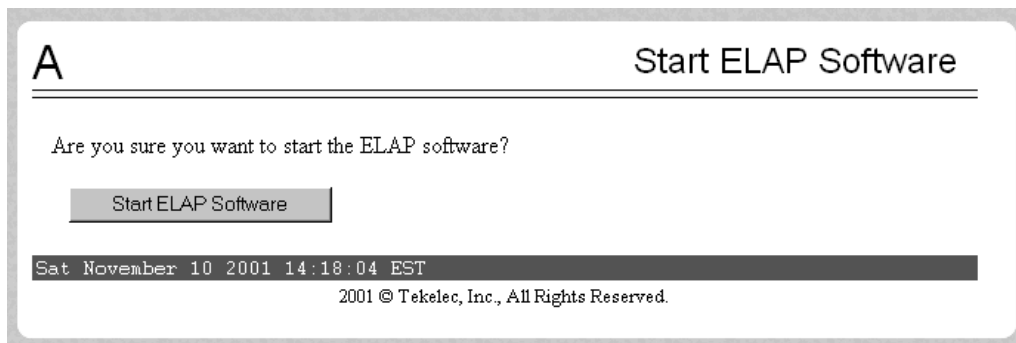 A
Start ELAP Software
Are you sure you want to start the ELAP software?
Start ELAP Software
Sat November 10 2001 14:18:04 EST
2001 © Tekelec, Inc., All Rights Reserved.